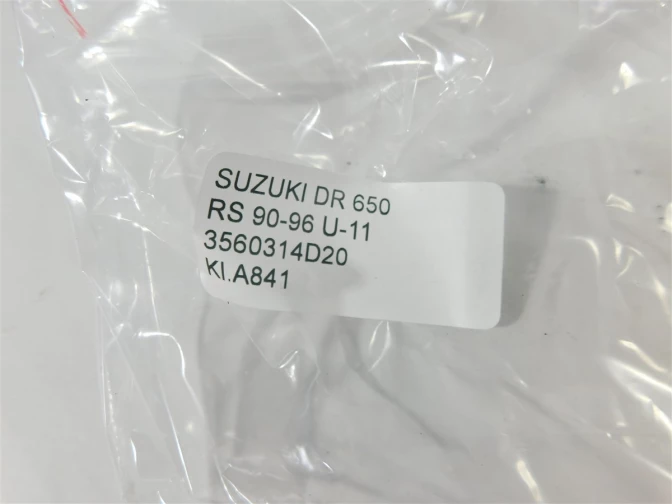 SUZUKI DR 650
RS 90-96 U-11
3560314D20
KI.A841